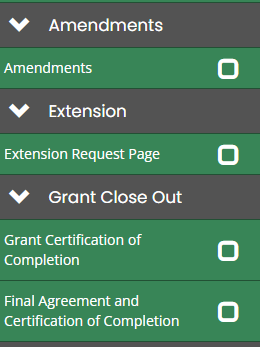 Amendments
Amendments
Extension
Extension Request Page
Grant Close Out
Grant Certification of
Completion
Final Agreement and
Certification of Completion